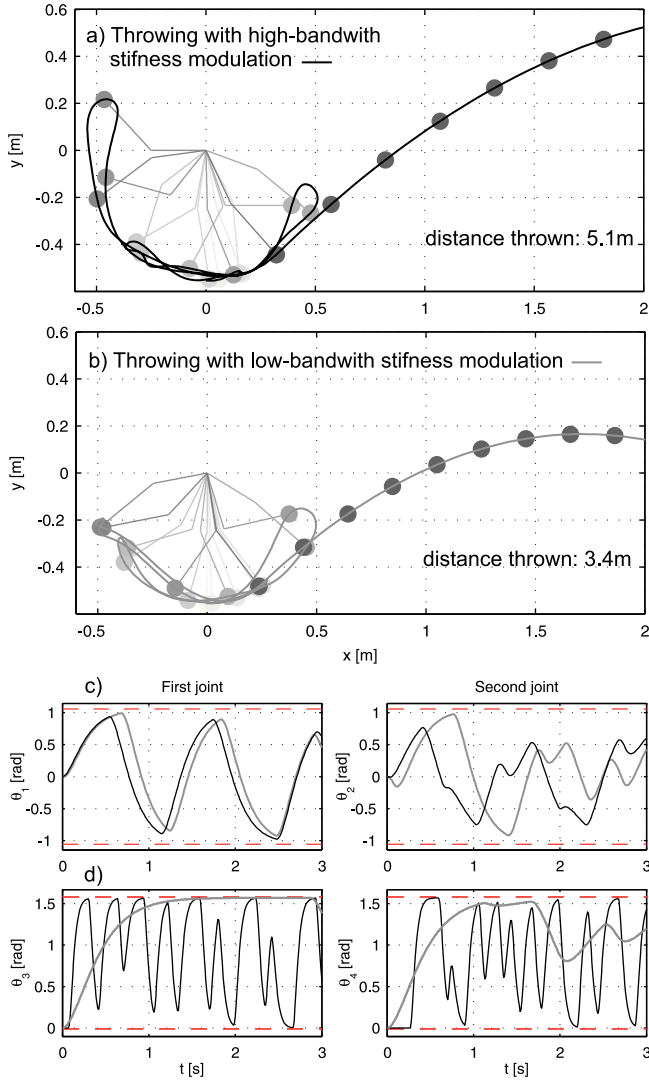 0.6
a) Throwing with high-bandwith
stifness modulation
0.4
0.2
0
y [m]
-0.2
distance thrown: 5.1m
-0.4
-0.5 0 0.5 1 1.5 2
0.6
b) Throwing with low-bandwith stifness modulation
0.4
0.2
0
y [m]
-0.2
distance thrown: 3.4m
-0.4
-0.5 0 0.5 1 1.5 2
x [m]
c) First joint Second joint
1 1
0.5 0.5
0 0
θ1 [rad] θ2 [rad]
-0.5 -0.5
-1 -1
0 1 2 3 0 1 2 3
d)
1.5 1.5
1 1
θ3 [rad] θ4 [rad]
0.5 0.5
0 0
0 1 2 3 0 1 2 3
t [s] t [s]